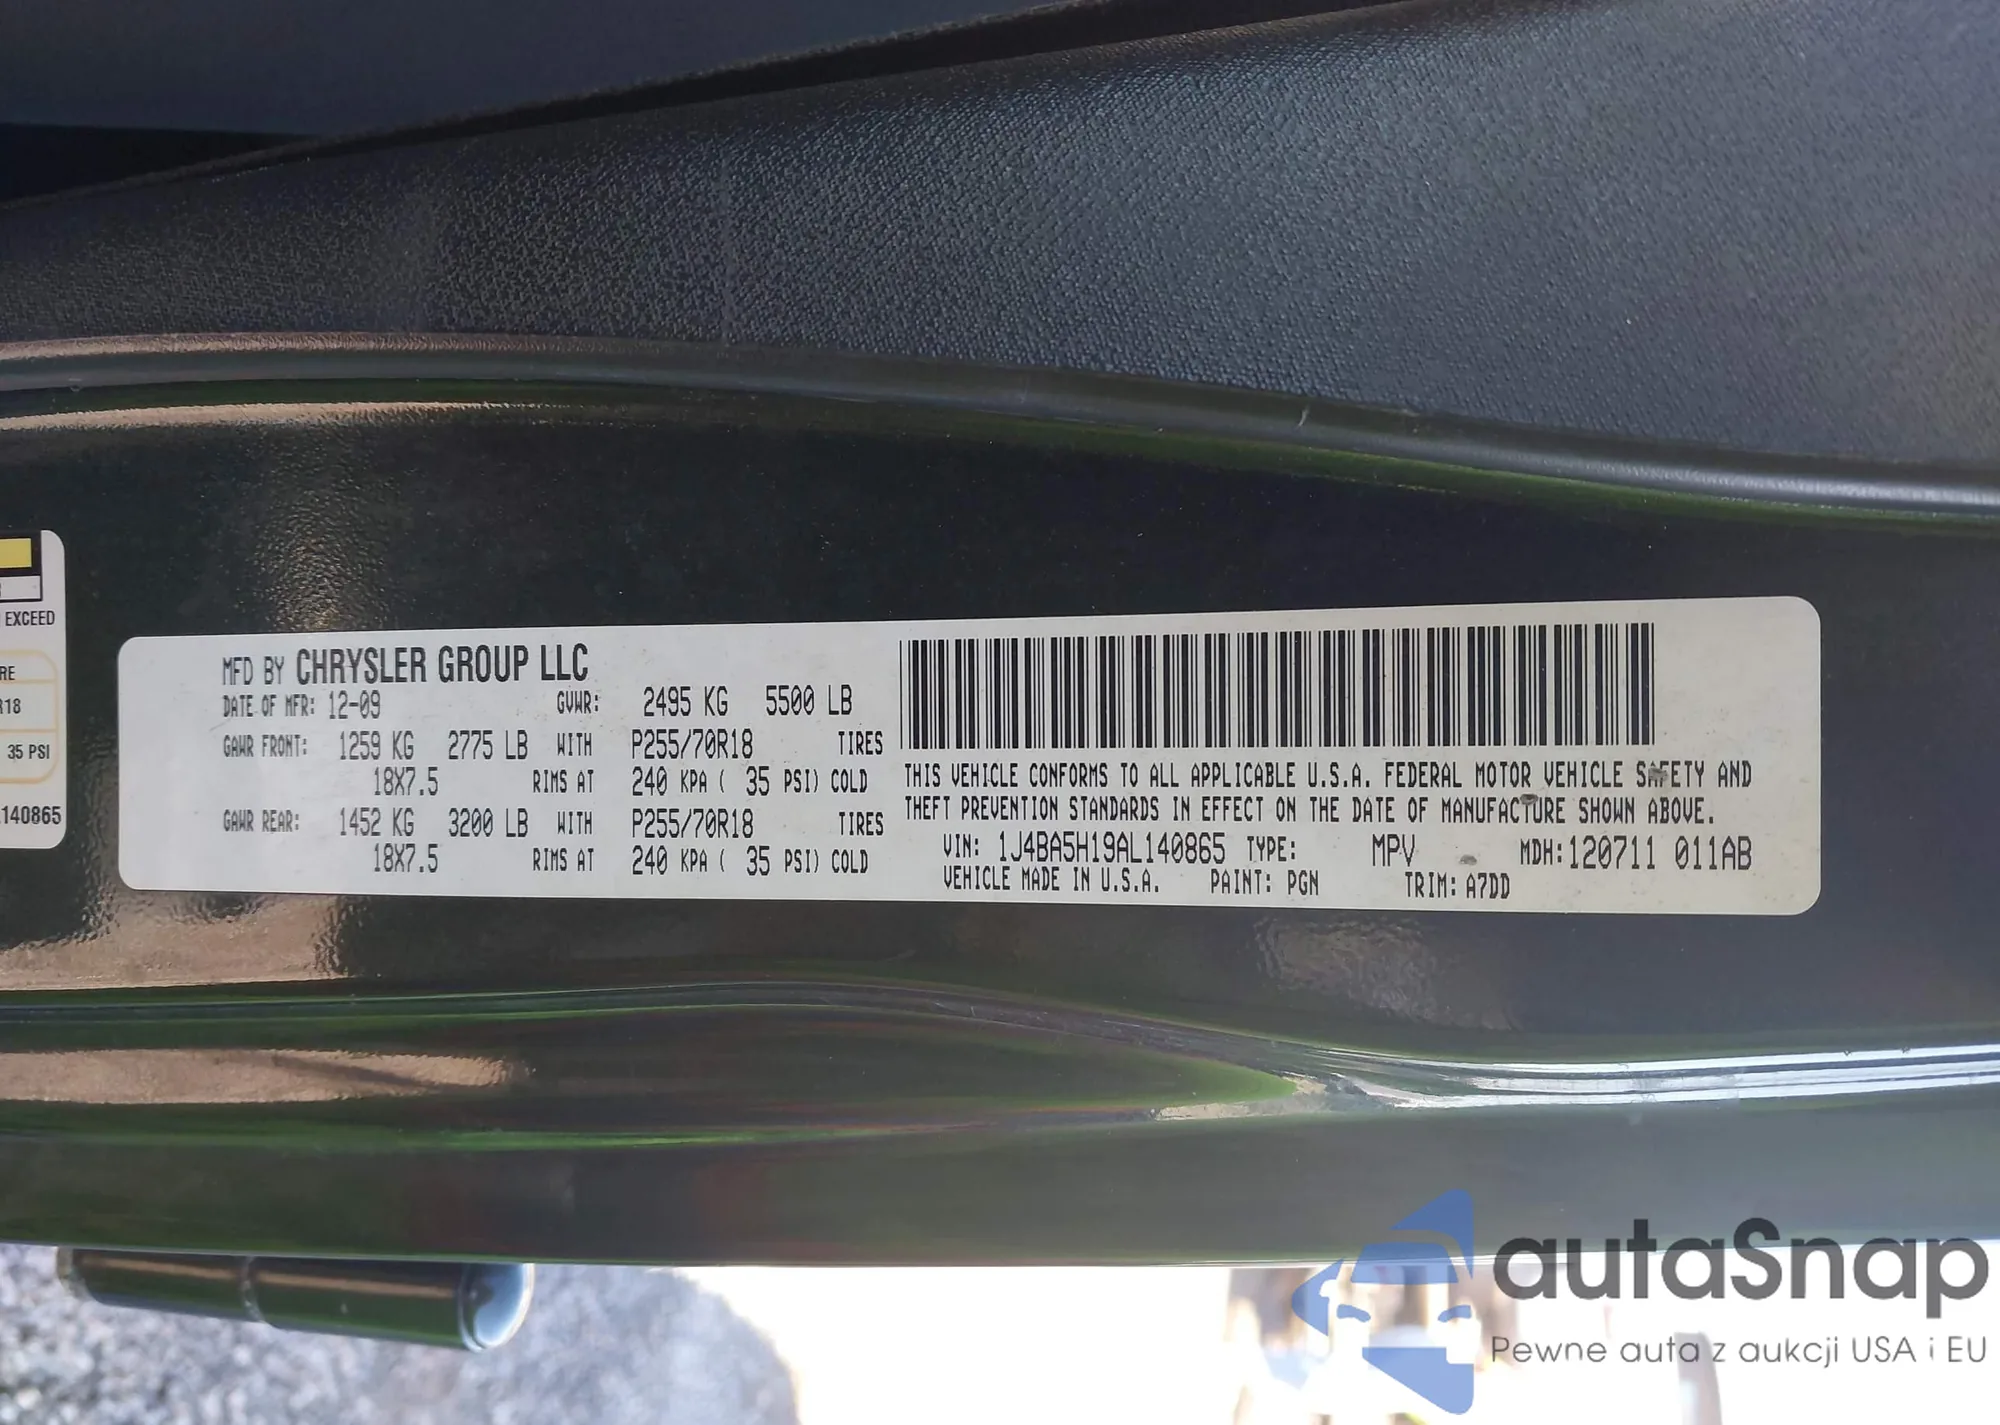 EXCEED
RE
R18
35 PSI
140865
MFD BY CHRYSLER GROUP LLC
DATE OF MFR: 12-09 GVWR: 2495 KG 5500 LB
GAWR FRONT: 1259 KG 2775 LB WITH P255/70R18 TIRES
18X7.5 RIMS AT 240 KPA ( 35 PSI) COLD
GAWR REAR: 1452 KG 3200 LB WITH P255/70R18 TIRES
18X7.5 RIMS AT 240 KPA ( 35 PSI) COLD
THIS VEHICLE CONFORMS TO ALL APPLICABLE U.S.A. FEDERAL MOTOR VEHICLE SAFETY AND
THEFT PREVENTION STANDARDS IN EFFECT ON THE DATE OF MANUFACTURE SHOWN ABOVE.
VIN: 1J4BA5H19AL140865 TYPE: MPV MDH:120711 011AB
VEHICLE MADE IN U.S.A. PAINT: PGN TRIM: A7DD
autaSnap
Pewne auta z aukcji USA i EU